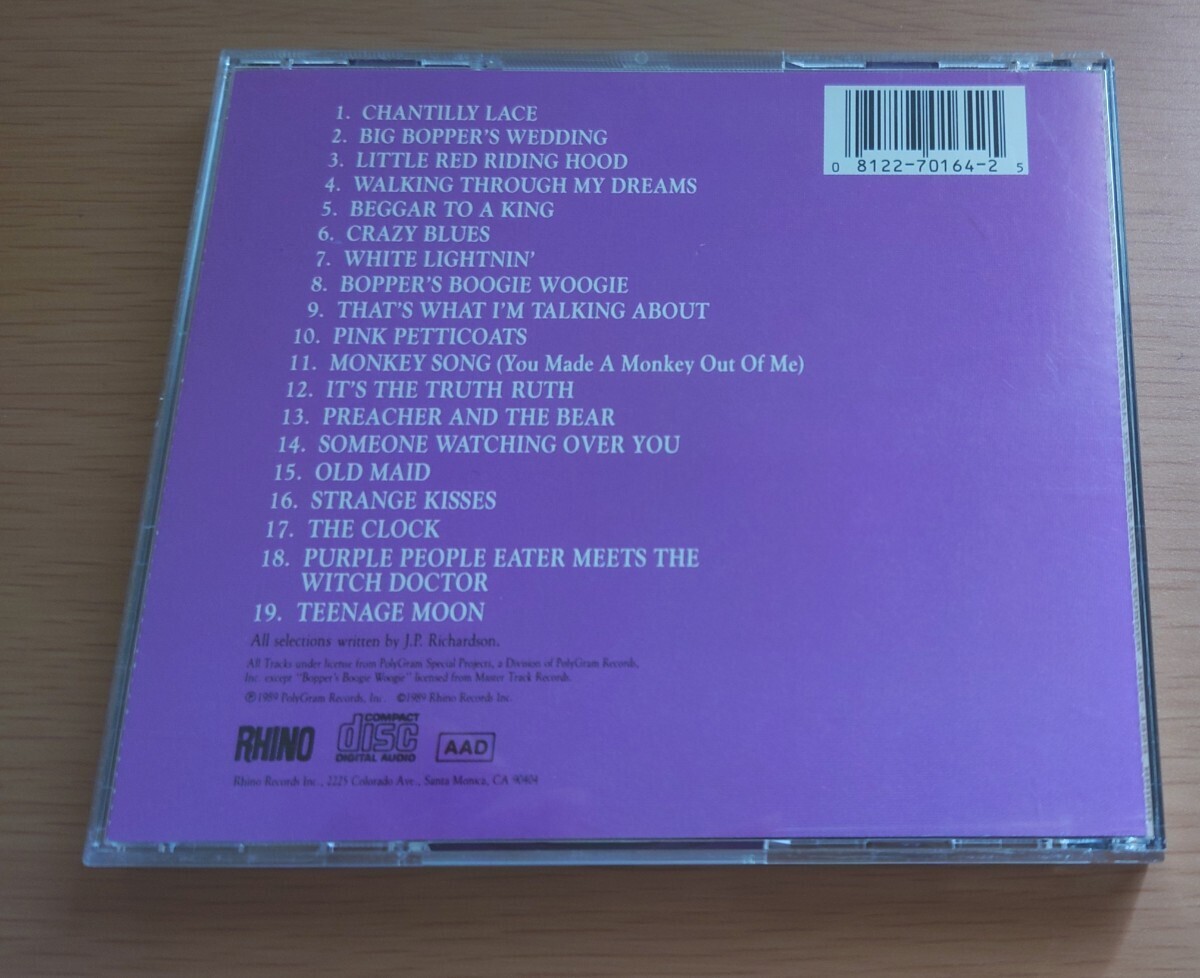 1. CHANTILLY LACE
2. BIG BOPPER'S WEDDING
3. LITTLE RED RIDING HOOD
4. WALKING THROUGH MY DREAMS
5. BEGGAR TO A KING
6. CRAZY BLUES
7. WHITE LIGHTNIN'
8. BOPPER'S BOOGIE WOOGIE
9. THAT'S WHAT I'M TALKING ABOUT
10. PINK PETTICOATS
11. MONKEY SONG (You Made A Monkey Out Of Me)
12. IT'S THE TRUTH RUTH
13. PREACHER AND THE BEAR
14. SOMEONE WATCHING OVER YOU
15. OLD MAID
16. STRANGE KISSES
17. THE CLOCK
18. PURPLE PEOPLE EATER MEETS THE
WITCH DOCTOR
19. TEENAGE MOON
0 8122-70164-2 5
All selections written by J.P. Richardson.
All Tracks under license from PolyGram Special Projects, a Division of PolyGram Records,
Inc. except "Bopper's Boogie Woogie" licensed from Master Track Records.
℗1989 PolyGram Records, Inc. ©1989 Rhino Records Inc.
RHINO
COMPACT
disc
DIGITAL AUDIO
AAD
Rhino Records Inc., 2225 Colorado Ave., Santa Monica, CA 90404